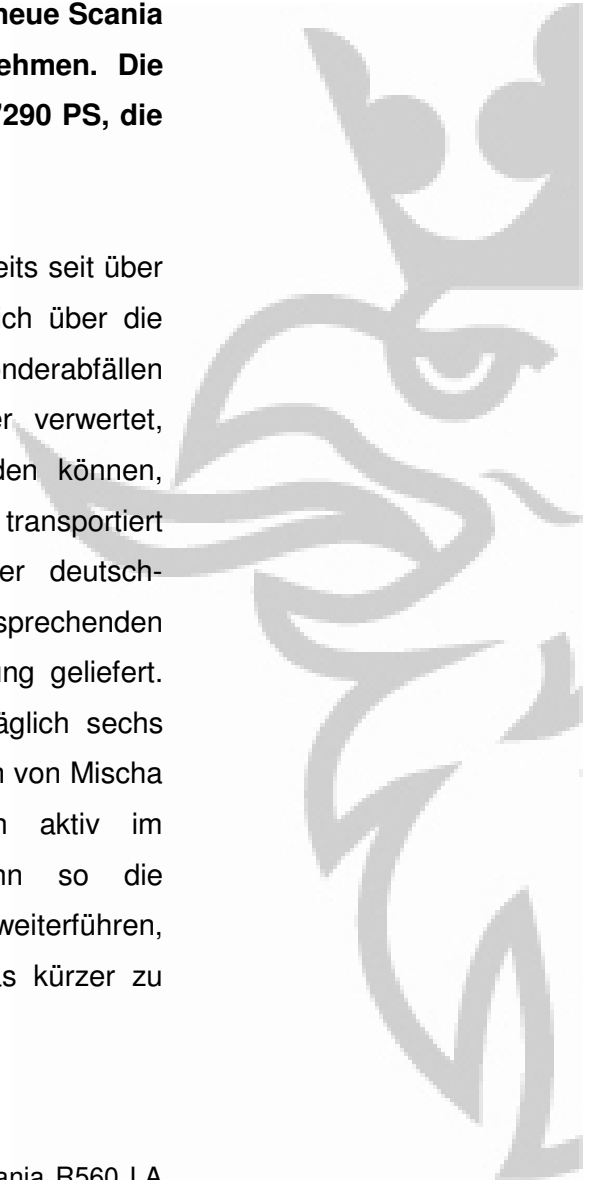 neue Scania
ehmen. Die
290 PS, die
eits seit über
ich über die
nderabfällen
r verwertet,
den können,
transportiert
er deutsch-
sprechenden
ng geliefert.
äglich sechs
von Mischa
aktiv im
nn so die
weiterführen,
s kürzer zu
ania R560 LA